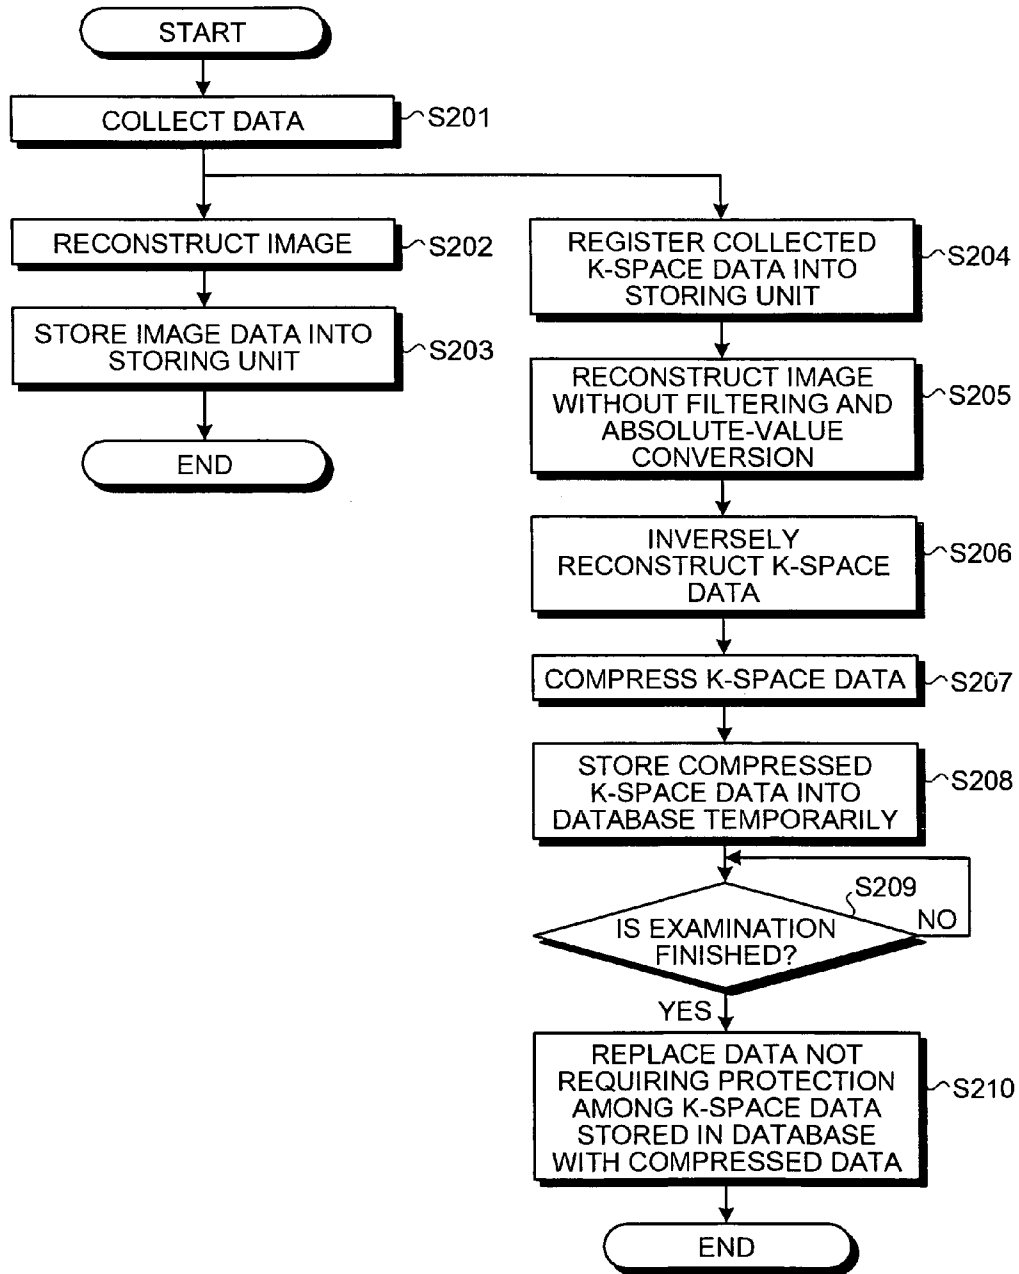 START
COLLECT DATA
S201
RECONSTRUCT IMAGE
S202
STORE IMAGE DATA INTO
STORING UNIT
S203
END
REGISTER COLLECTED
K-SPACE DATA INTO
STORING UNIT
S204
RECONSTRUCT IMAGE
WITHOUT FILTERING AND
ABSOLUTE-VALUE
CONVERSION
S205
INVERSELY
RECONSTRUCT K-SPACE
DATA
S206
COMPRESS K-SPACE DATA
S207
STORE COMPRESSED
K-SPACE DATA INTO
DATABASE TEMPORARILY
S208
S209
IS EXAMINATION
FINISHED?
NO
YES
REPLACE DATA NOT
REQUIRING PROTECTION
AMONG K-SPACE DATA
STORED IN DATABASE
WITH COMPRESSED DATA
S210
END